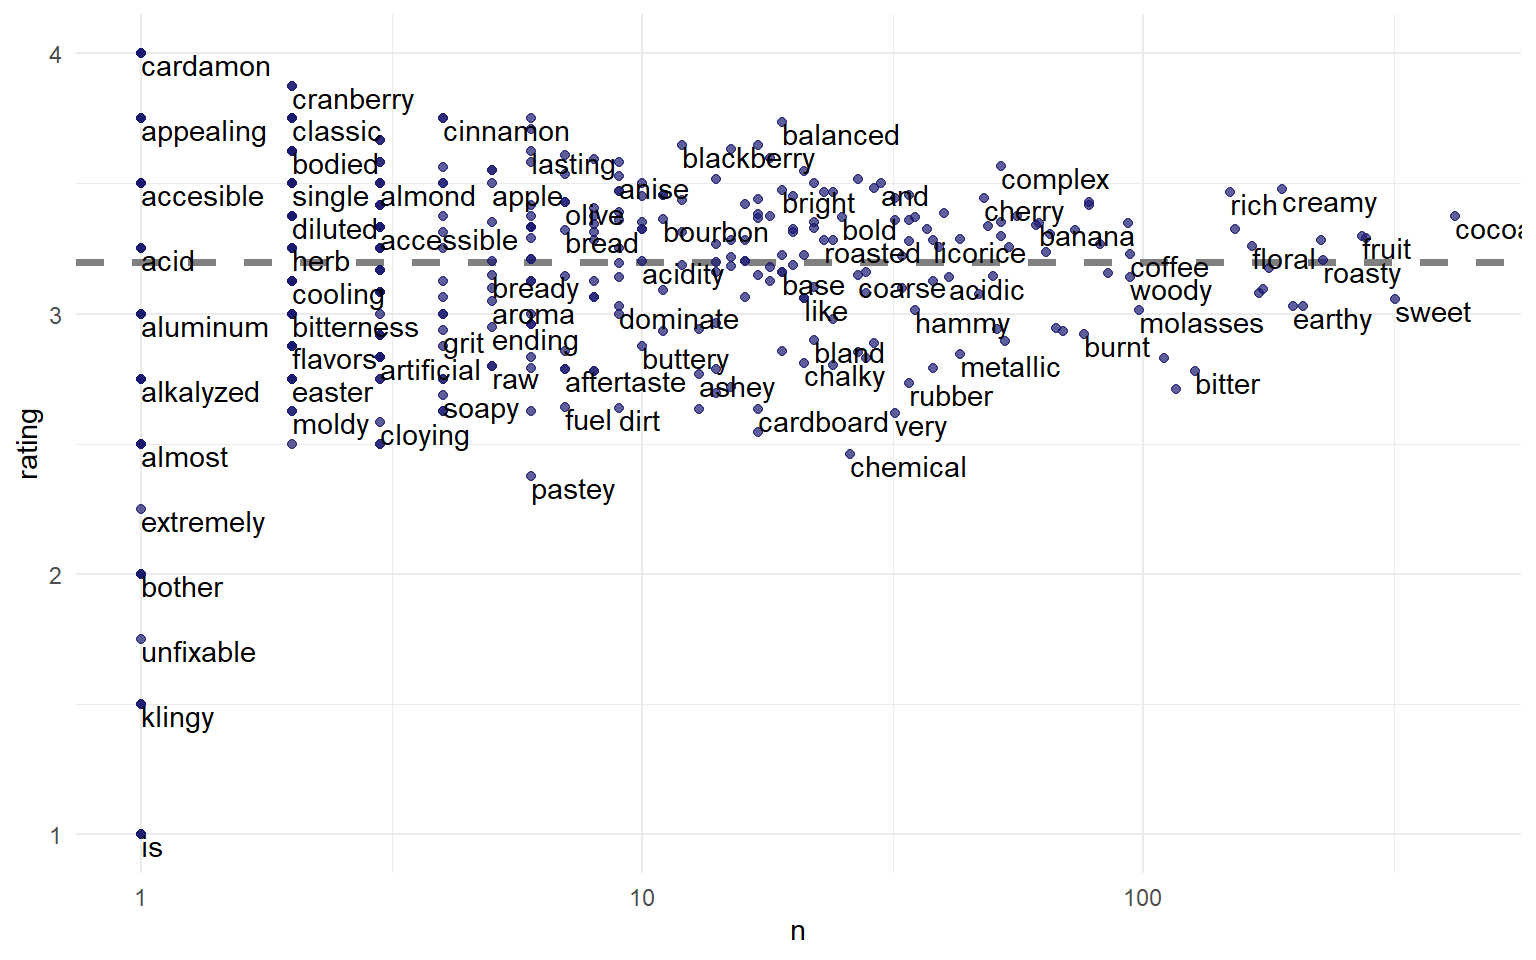 4
cardamon
cranberry
appealing
classic
cinnamon
balanced
bodied
lasting
blackberry
complex
accesible
single
almond
apple
anise
bright
and
cherry
rich
creamy
diluted
accessible
olive
bread
bourbon
bold
banana
cocoa
acid
herb
acidity
roasted
licorice
coffee
floral
fruit
roasty
cooling
bready
base
coarse
acidic
woody
3
aluminum
bitterness
aroma
dominate
like
hammy
molasses
earthy
sweet
flavors
grit
ending
buttery
bland
metallic
burnt
alkalyzed
easter
artificial
raw
aftertaste
ashey
chalky
rubber
bitter
moldy
cloying
soapy
fuel
dirt
cardboard
very
almost
pastey
chemical
rating
extremely
2
bother
unfixable
klingy
1
is
1
10
100
n